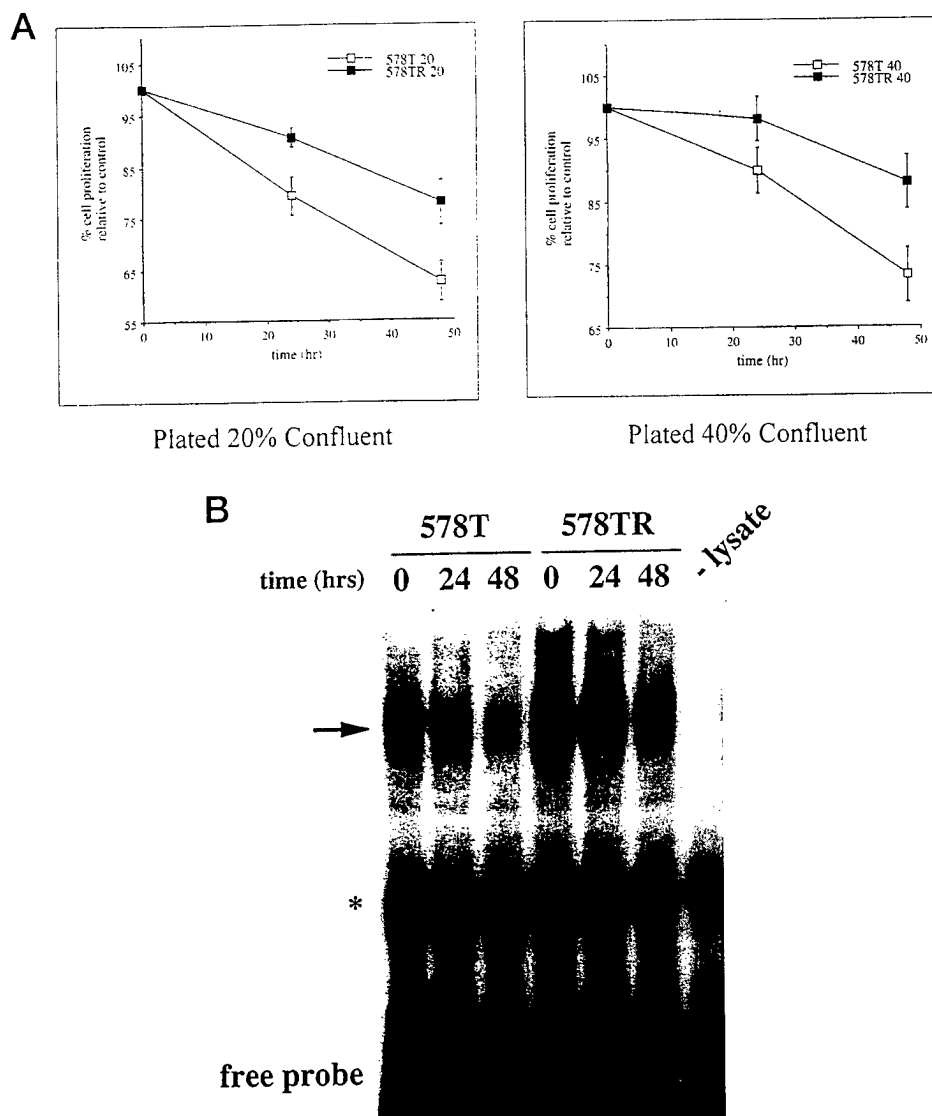 A
578T 20
578TR 20
% cell proliferation
relative to control
105
95
85
75
65
55
0
10
20
30
40
50
time (hr)
Plated 20% Confluent
578T 40
578TR 40
% cell proliferation
relative to control
105
95
85
75
65
0
10
20
30
40
50
time (hr)
Plated 40% Confluent
B
578T
578TR
- lysate
time (hrs)
0
24
48
0
24
48
*
free probe